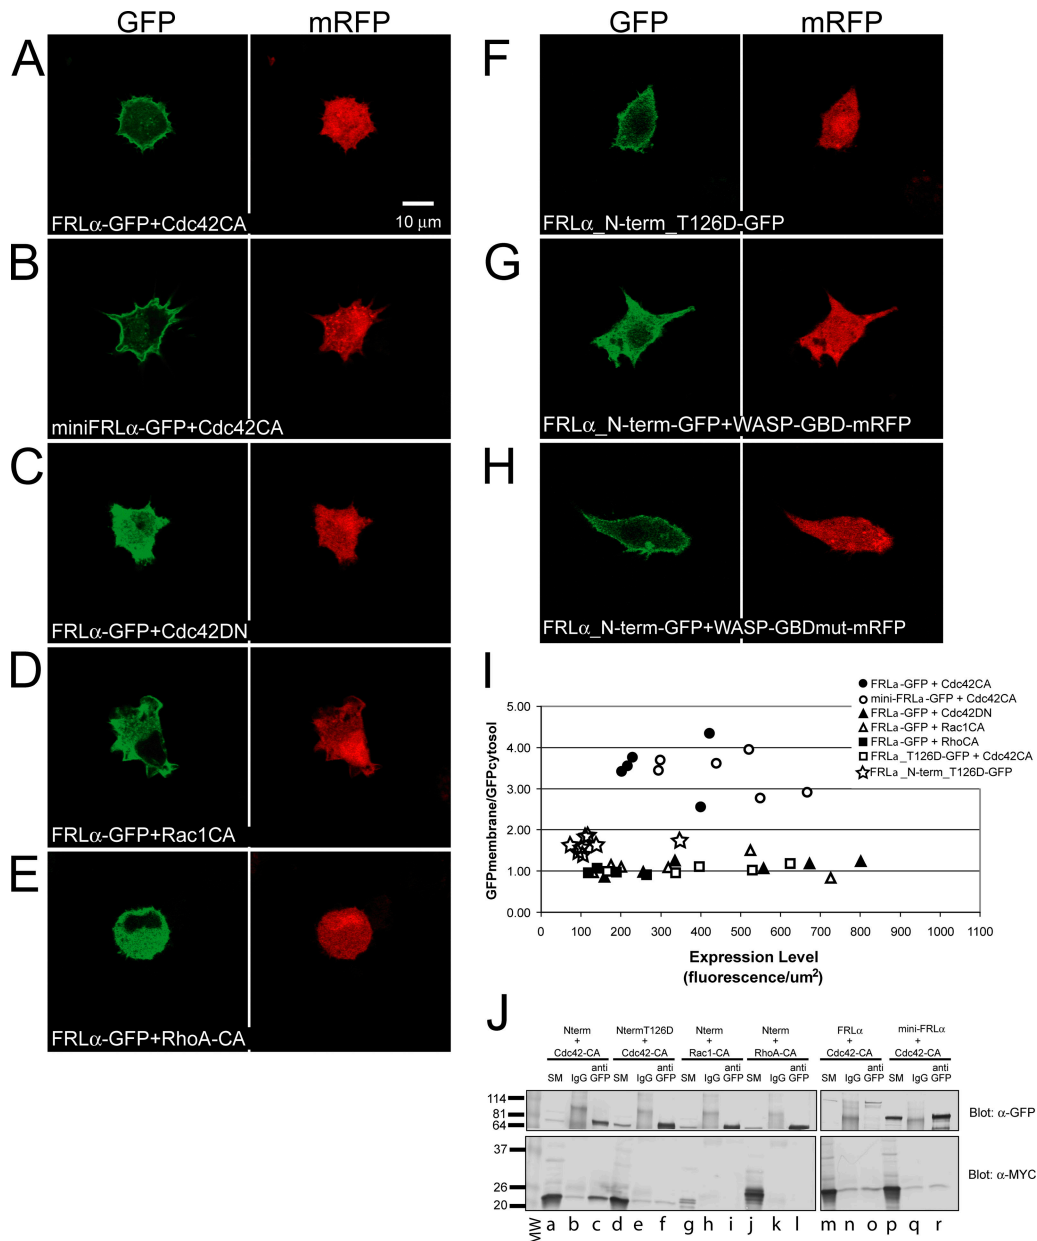 GFP mRFP
A
FRLα-GFP+Cdc42CA
10 μm
B
miniFRLα-GFP+Cdc42CA
C
FRLα-GFP+Cdc42DN
D
FRLα-GFP+Rac1CA
E
FRLα-GFP+RhoA-CA
GFP mRFP
F
FRLα_N-term_T126D-GFP
G
FRLα_N-term-GFP+WASP-GBD-mRFP
H
FRLα_N-term-GFP+WASP-GBDmut-mRFP
I
FRLa-GFP + Cdc42CA
mini-FRLa-GFP + Cdc42CA
FRLa-GFP + Cdc42DN
FRLa-GFP + Rac1CA
FRLa-GFP + RhoCA
FRLa_T126D-GFP + Cdc42CA
FRLa_N-term_T126D-GFP
GFPmembrane/GFPcytosol
5.00
4.00
3.00
2.00
1.00
0.00
0 100 200 300 400 500 600 700 800 900 1000 1100
Expression Level
(fluorescence/um²)
J
Nterm NtermT126D Nterm Nterm FRLα mini-FRLα
+ + + + + +
Cdc42-CA Cdc42-CA Rac1-CA RhoA-CA Cdc42-CA Cdc42-CA
anti anti anti anti anti anti
SM IgG GFP SM IgG GFP SM IgG GFP SM IgG GFP SM IgG GFP SM IgG GFP
114
81
64
Blot: α-GFP
37
26
20
Blot: α-MYC
MW a b c d e f g h i j k l m n o p q r